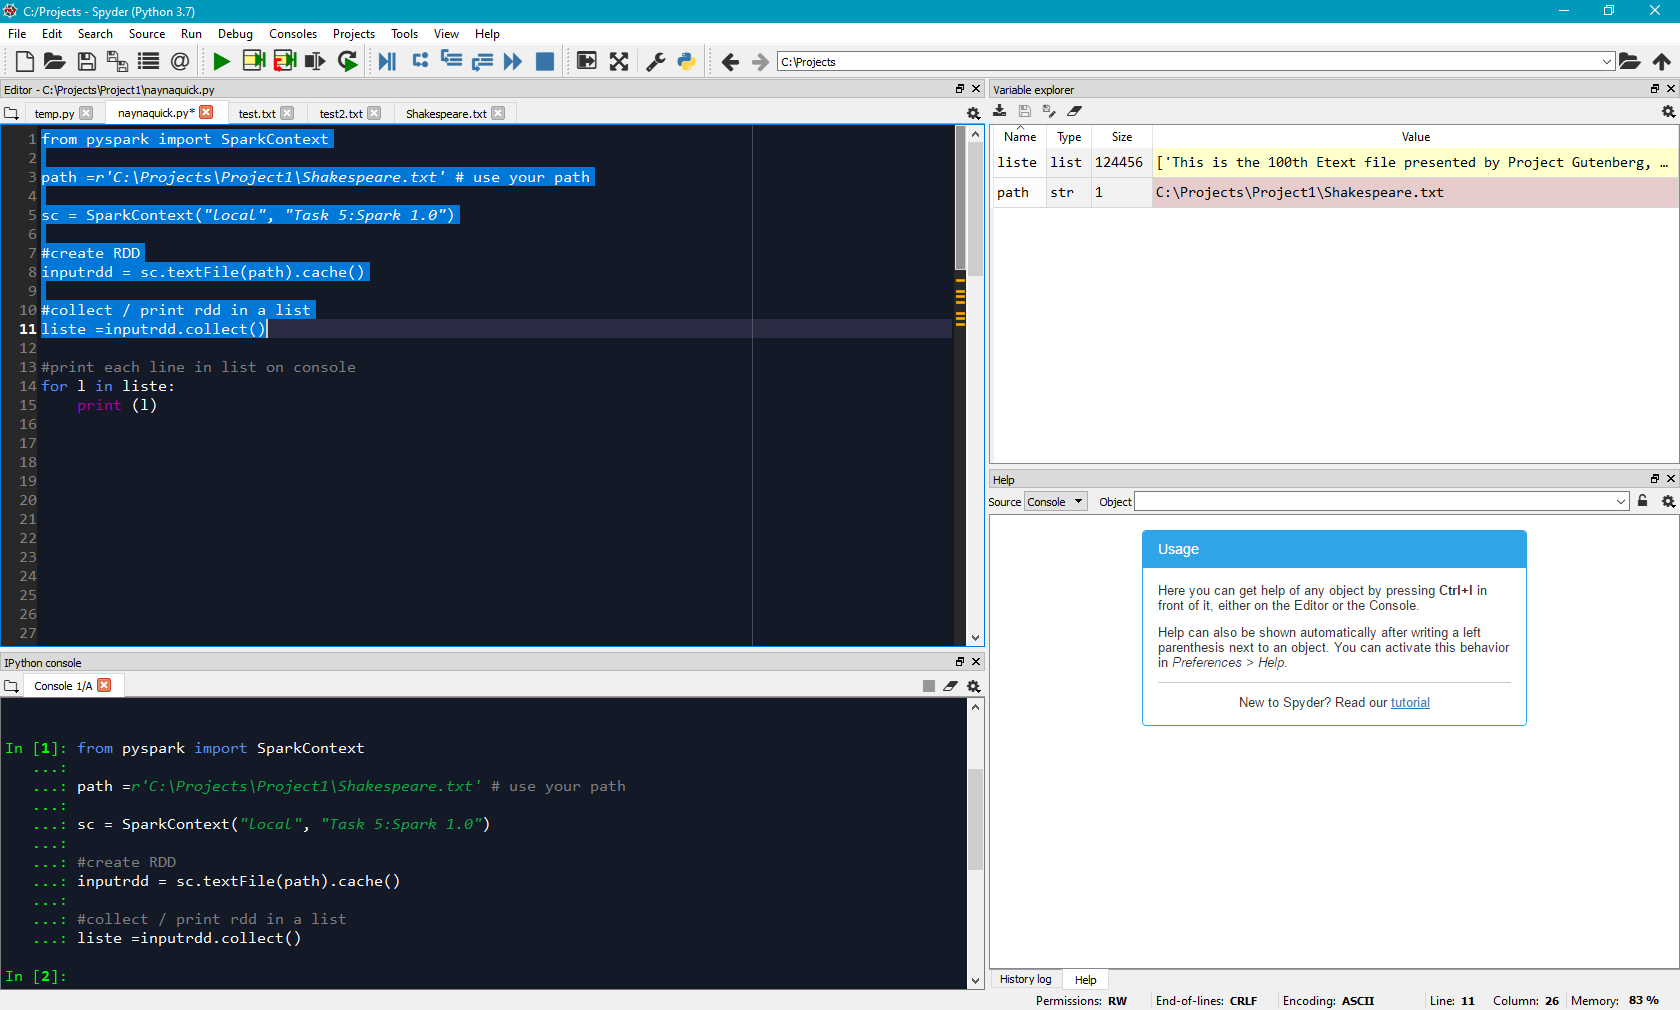 C:/Projects - Spyder (Python 3.7)
File Edit Search Source Run Debug Consoles Projects Tools View Help
C:\Projects
Editor - C:\Projects\Project1\naynaquick.py
temp.py naynaquick.py* test.txt test2.txt Shakespeare.txt
1 from pyspark import SparkContext
2
3 path =r'C:\Projects\Project1\Shakespeare.txt' # use your path
4
5 sc = SparkContext("local", "Task 5:Spark 1.0")
6
7 #create RDD
8 inputrdd = sc.textFile(path).cache()
9
10 #collect / print rdd in a list
11 liste =inputrdd.collect()
12
13 #print each line in list on console
14 for l in liste:
15     print (l)
16
17
18
19
20
21
22
23
24
25
26
27
IPython console
Console 1/A
In [1]: from pyspark import SparkContext
...:
...: path =r'C:\Projects\Project1\Shakespeare.txt' # use your path
...:
...: sc = SparkContext("local", "Task 5:Spark 1.0")
...:
...: #create RDD
...: inputrdd = sc.textFile(path).cache()
...:
...: #collect / print rdd in a list
...: liste =inputrdd.collect()
In [2]:
Variable explorer
Name Type Size Value
liste list 124456 ['This is the 100th Etext file presented by Project Gutenberg, …
path str 1 C:\Projects\Project1\Shakespeare.txt
Help
Source Console Object
Usage
Here you can get help of any object by pressing Ctrl+I in
front of it, either on the Editor or the Console.
Help can also be shown automatically after writing a left
parenthesis next to an object. You can activate this behavior
in Preferences > Help.
New to Spyder? Read our tutorial
History log Help
Permissions: RW End-of-lines: CRLF Encoding: ASCII Line: 11 Column: 26 Memory: 83 %